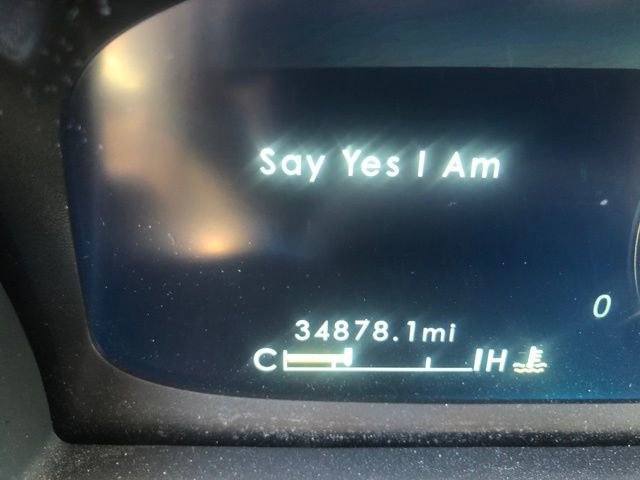 Say Yes I Am
0
34878.1mi
C H